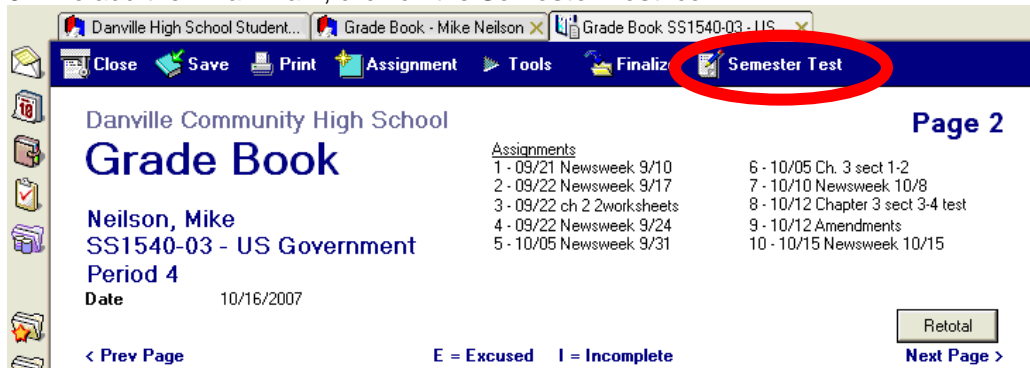 Danville High School Student... Grade Book - Mike Neilson Grade Book SS1540-03 - US
Close Save Print Assignment Tools Finalize Semester Test
Danville Community High School
Page 2
Grade Book
Neilson, Mike
SS1540-03 - US Government
Period 4
Date 10/16/2007
Assignments
1 - 09/21 Newsweek 9/10
2 - 09/22 Newsweek 9/17
3 - 09/22 ch 2 2worksheets
4 - 09/22 Newsweek 9/24
5 - 10/05 Newsweek 9/31
6 - 10/05 Ch. 3 sect 1-2
7 - 10/10 Newsweek 10/8
8 - 10/12 Chapter 3 sect 3-4 test
9 - 10/12 Amendments
10 - 10/15 Newsweek 10/15
Retotal
< Prev Page E = Excused I = Incomplete Next Page >